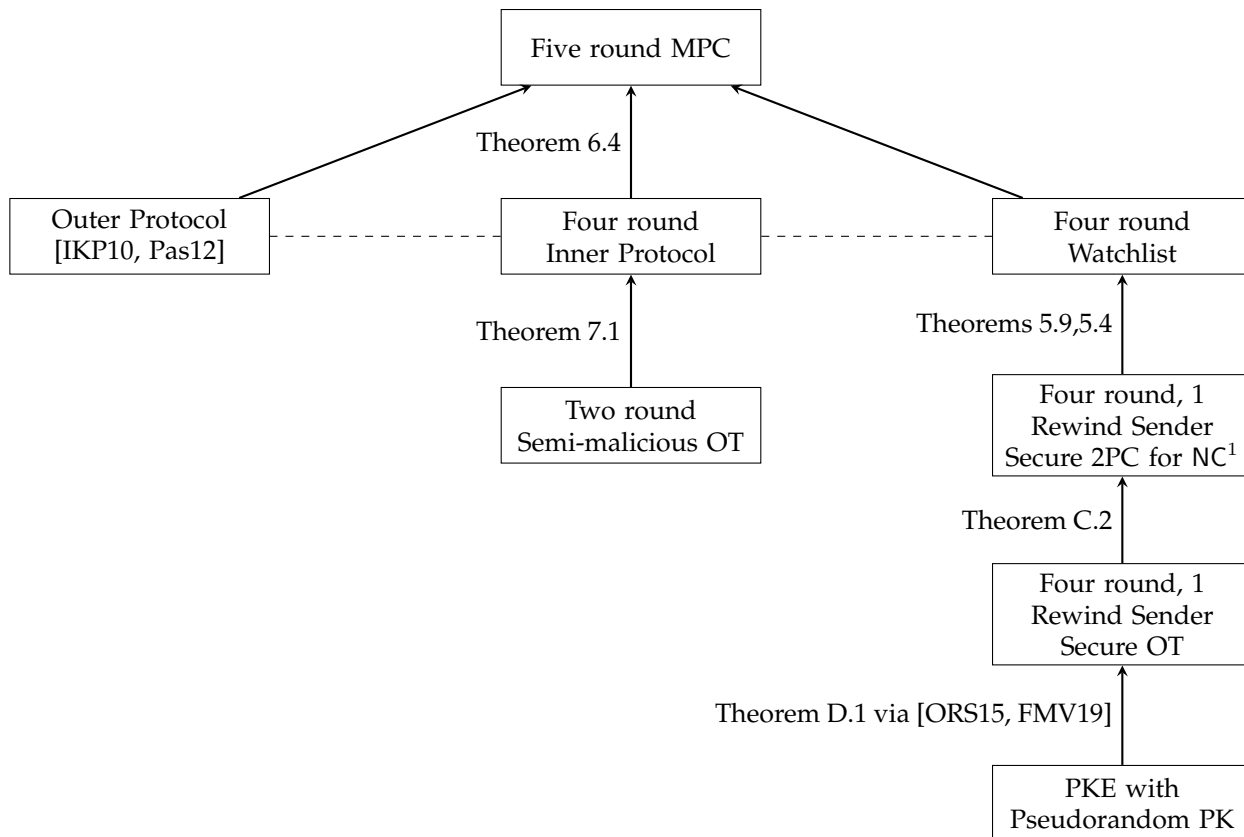 Five round MPC
Theorem 6.4
Outer Protocol
[IKP10, Pas12]
Four round
Inner Protocol
Four round
Watchlist
Theorem 7.1
Theorems 5.9,5.4
Two round
Semi-malicious OT
Four round, 1
Rewind Sender
Secure 2PC for NC¹
Theorem C.2
Four round, 1
Rewind Sender
Secure OT
Theorem D.1 via [ORS15, FMV19]
PKE with
Pseudorandom PK